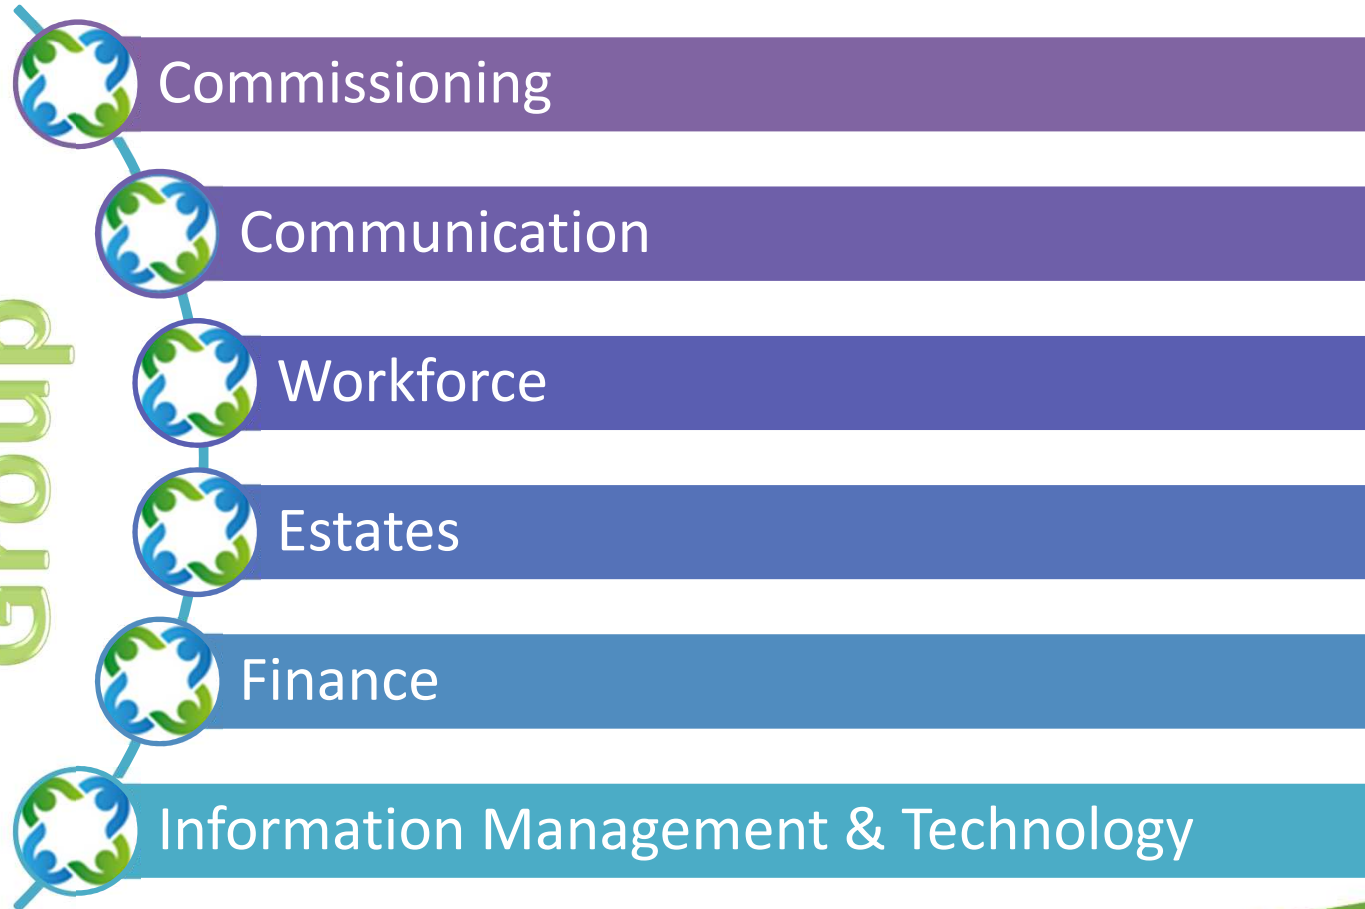 Group
Commissioning
Communication
Workforce
Estates
Finance
Information Management & Technology